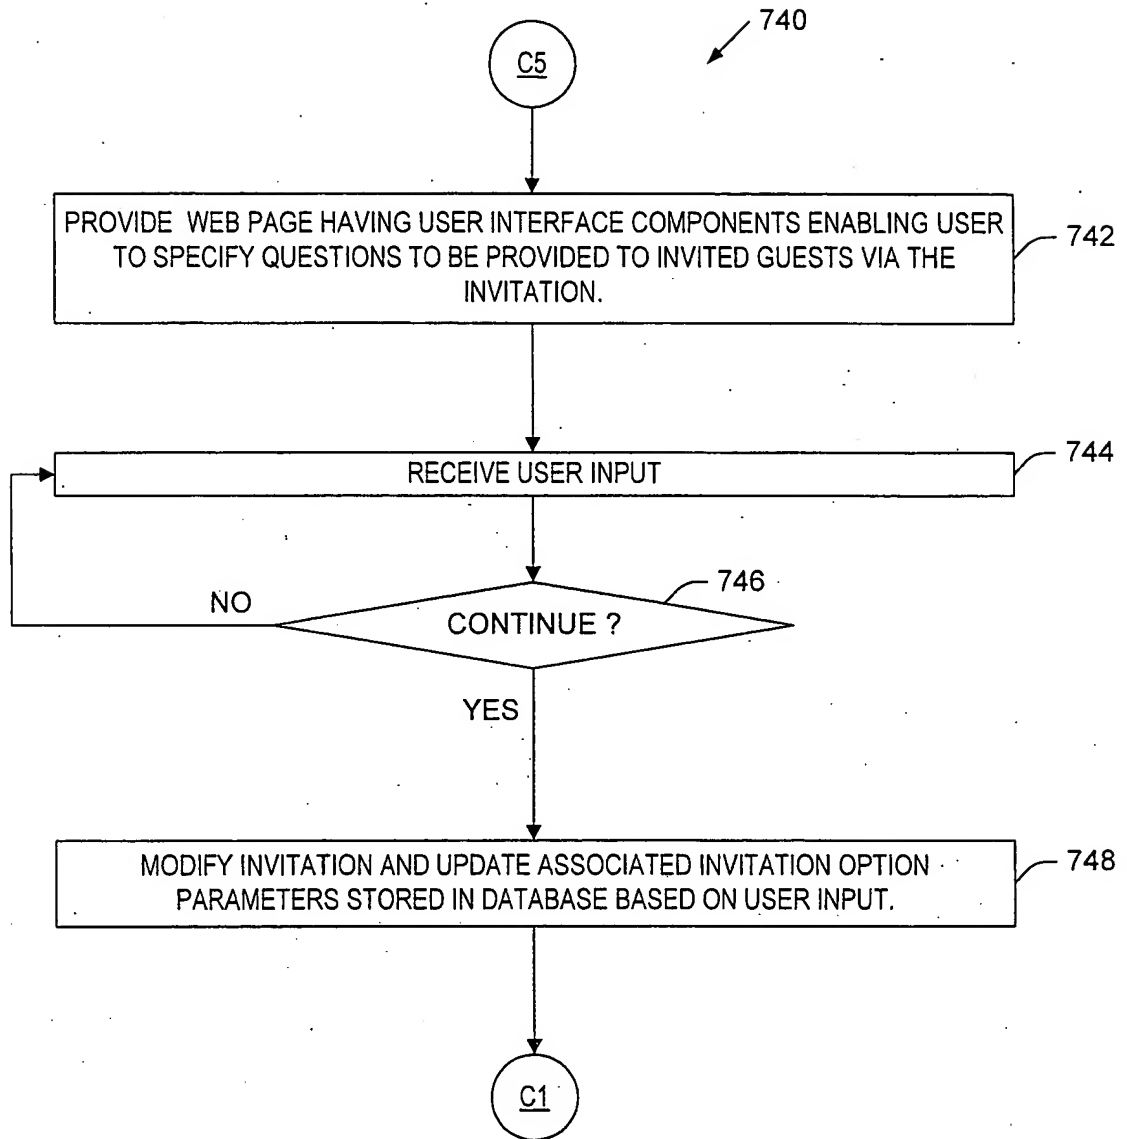 740
C5
PROVIDE WEB PAGE HAVING USER INTERFACE COMPONENTS ENABLING USER
TO SPECIFY QUESTIONS TO BE PROVIDED TO INVITED GUESTS VIA THE
INVITATION.
742
RECEIVE USER INPUT
744
746
NO
CONTINUE ?
YES
MODIFY INVITATION AND UPDATE ASSOCIATED INVITATION OPTION
PARAMETERS STORED IN DATABASE BASED ON USER INPUT.
748
C1